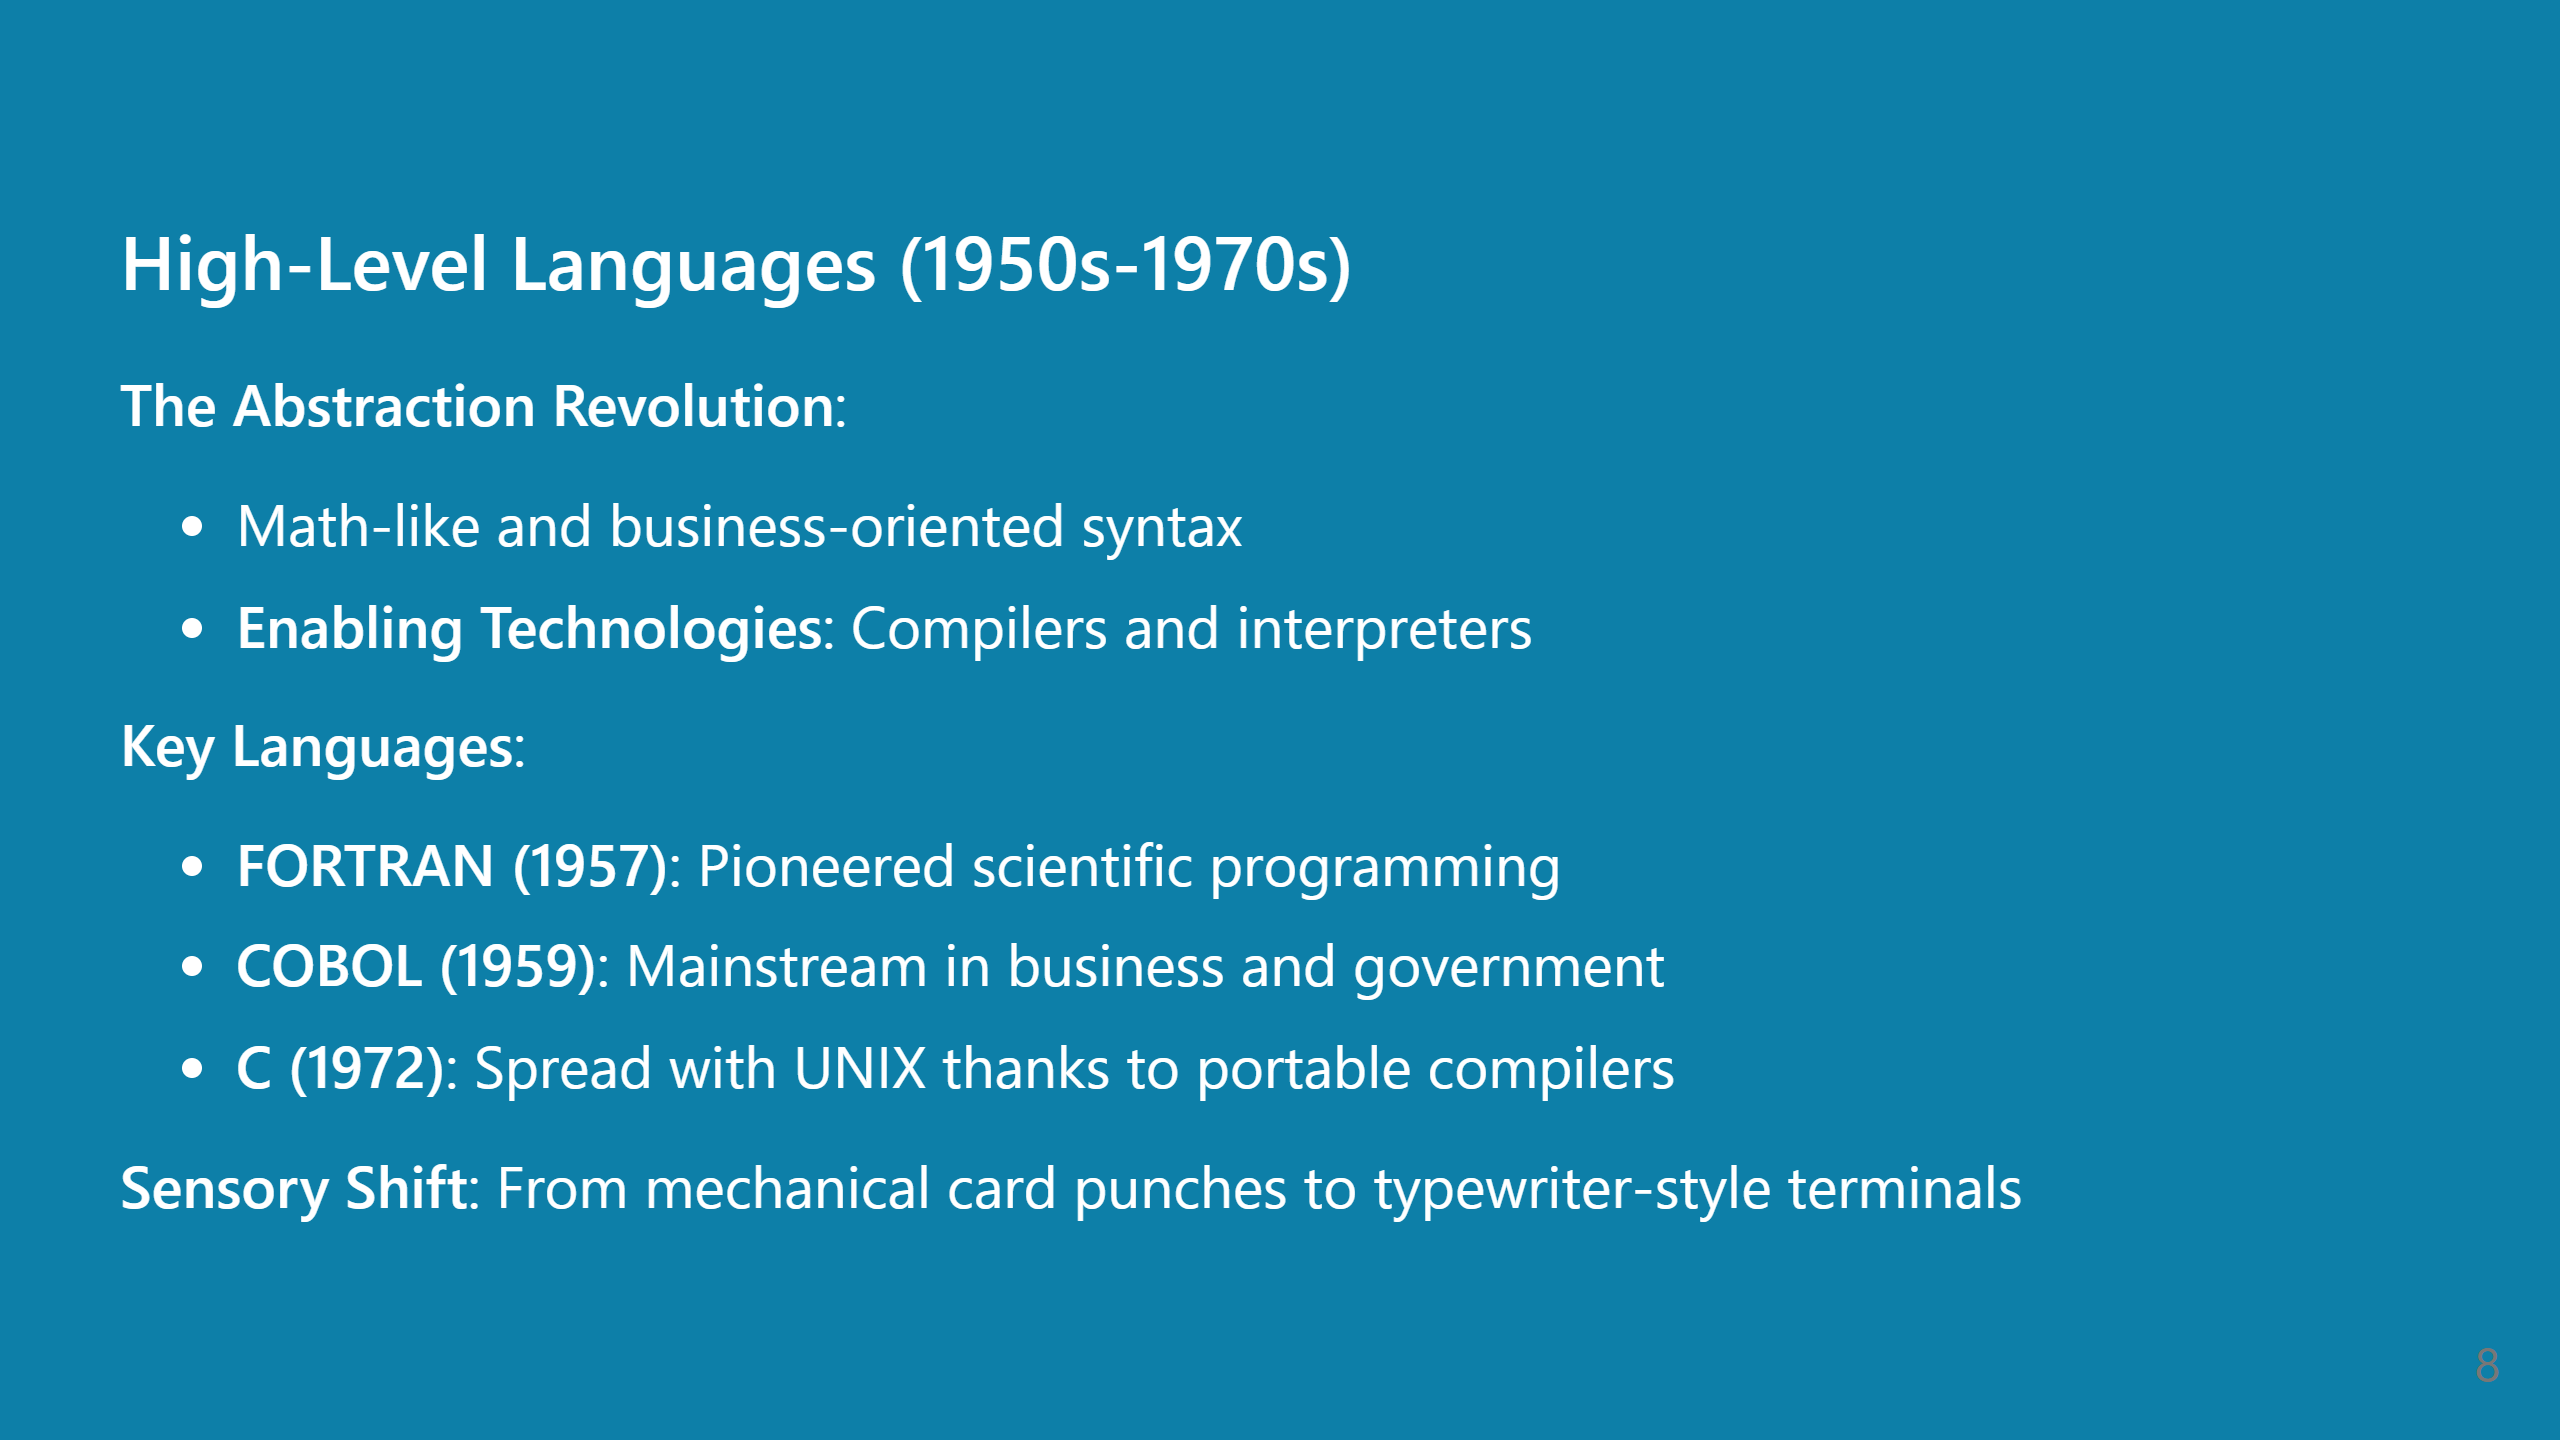 High-Level Languages (1950s-1970s)
The Abstraction Revolution:
• Math-like and business-oriented syntax
• Enabling Technologies: Compilers and interpreters
Key Languages:
• FORTRAN (1957): Pioneered scientific programming
• COBOL (1959): Mainstream in business and government
• C (1972): Spread with UNIX thanks to portable compilers
Sensory Shift: From mechanical card punches to typewriter-style terminals
8